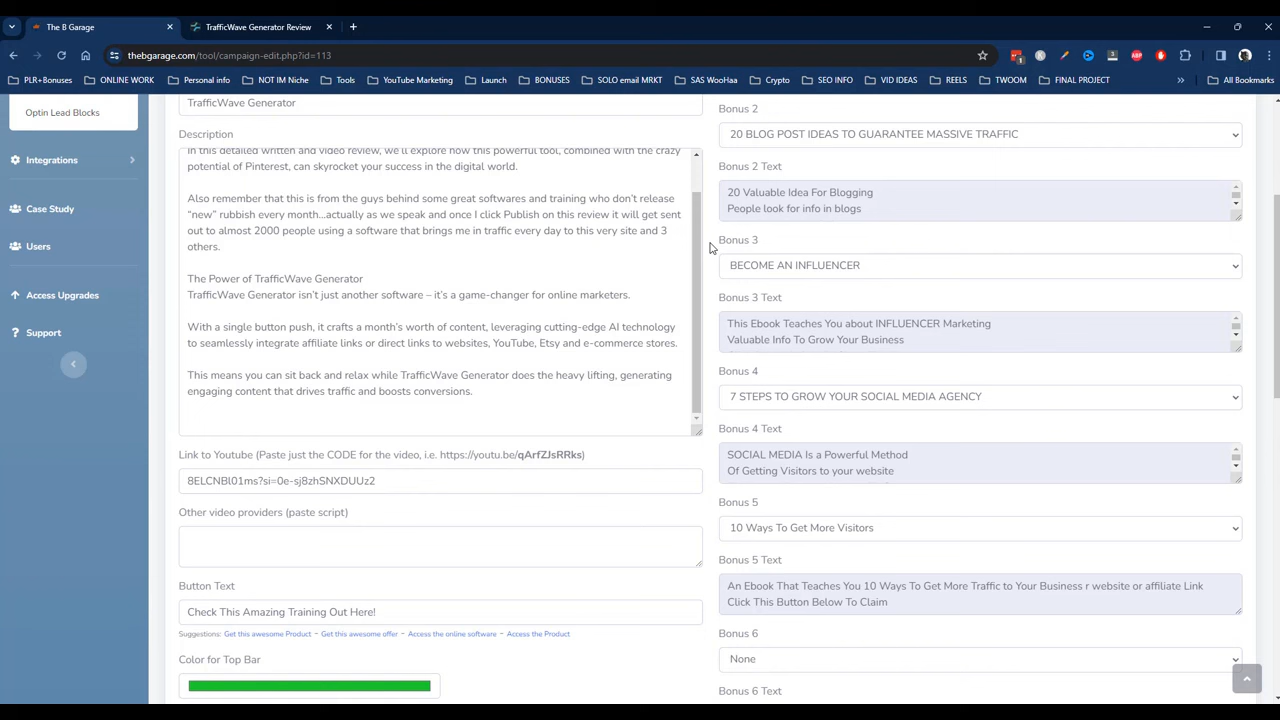 The B Garage
TrafficWave Generator Review
thebgarage.com/tool/campaign-edit.php?id=113
PLR+Bonuses
ONLINE WORK
Personal info
NOT IM Niche
Tools
YouTube Marketing
Launch
BONUSES
SOLO email MRKT
SAS WooHaa
Crypto
SEO INFO
VID IDEAS
REELS
TWOOM
FINAL PROJECT
All Bookmarks
Optin Lead Blocks
Integrations
Case Study
Users
Access Upgrades
Support
TrafficWave Generator
Description
In this detailed written and video review, we'll explore how this powerful tool, combined with the crazy
potential of Pinterest, can skyrocket your success in the digital world.
Also remember that this is from the guys behind some great softwares and training who don't release
“new” rubbish every month…actually as we speak and once I click Publish on this review it will get sent
out to almost 2000 people using a software that brings me in traffic every day to this very site and 3
others.
The Power of TrafficWave Generator
TrafficWave Generator isn't just another software – it's a game-changer for online marketers.
With a single button push, it crafts a month's worth of content, leveraging cutting-edge AI technology
to seamlessly integrate affiliate links or direct links to websites, YouTube, Etsy and e-commerce stores.
This means you can sit back and relax while TrafficWave Generator does the heavy lifting, generating
engaging content that drives traffic and boosts conversions.
Link to Youtube (Paste just the CODE for the video, i.e. https://youtu.be/qArfZJsRRks)
8ELCNBl01ms?si=0e-sj8zhSNXDUUz2
Other video providers (paste script)
Button Text
Check This Amazing Training Out Here!
Suggestions: Get this awesome Product - Get this awesome offer - Access the online software - Access the Product
Color for Top Bar
Bonus 2
20 BLOG POST IDEAS TO GUARANTEE MASSIVE TRAFFIC
Bonus 2 Text
20 Valuable Idea For Blogging
People look for info in blogs
Bonus 3
BECOME AN INFLUENCER
Bonus 3 Text
This Ebook Teaches You about INFLUENCER Marketing
Valuable Info To Grow Your Business
Bonus 4
7 STEPS TO GROW YOUR SOCIAL MEDIA AGENCY
Bonus 4 Text
SOCIAL MEDIA Is a Powerful Method
Of Getting Visitors to your website
Bonus 5
10 Ways To Get More Visitors
Bonus 5 Text
An Ebook That Teaches You 10 Ways To Get More Traffic to Your Business r website or affiliate Link
Click This Button Below To Claim
Bonus 6
None
Bonus 6 Text